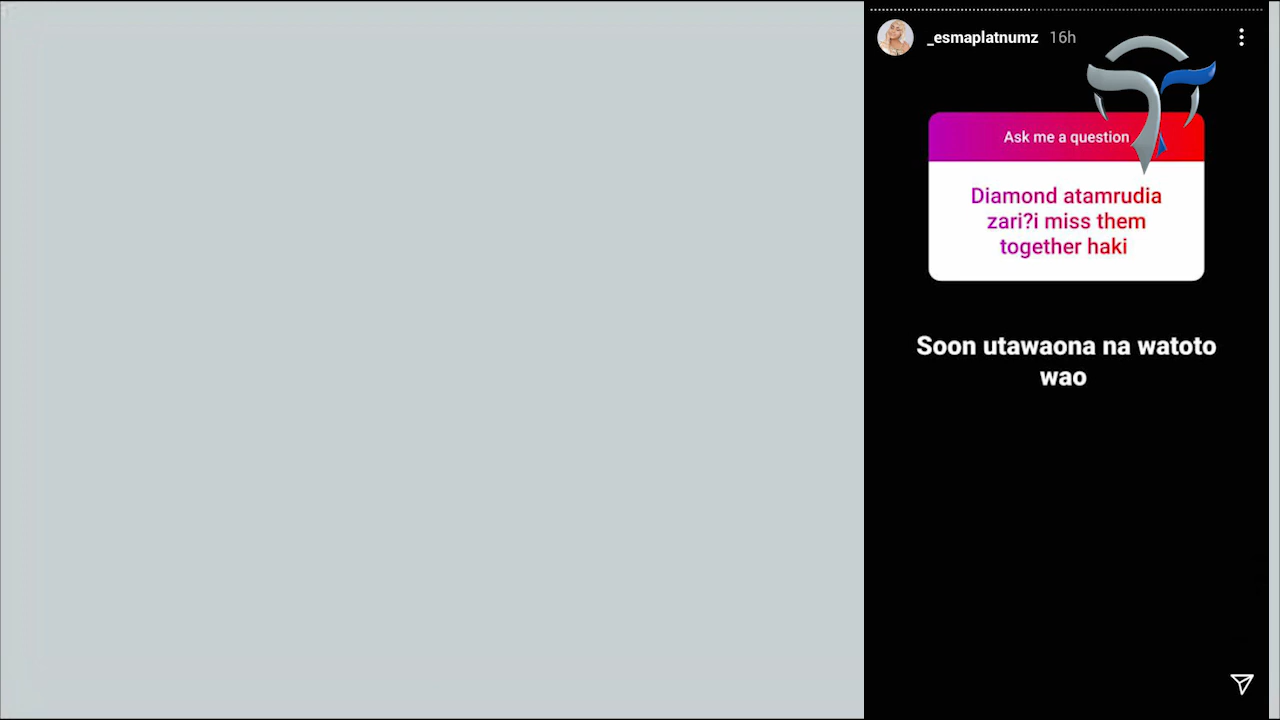 _esmaplatnumz 16h
Ask me a question
Diamond atamrudia
zari?i miss them
together haki
Soon utawaona na watoto
wao